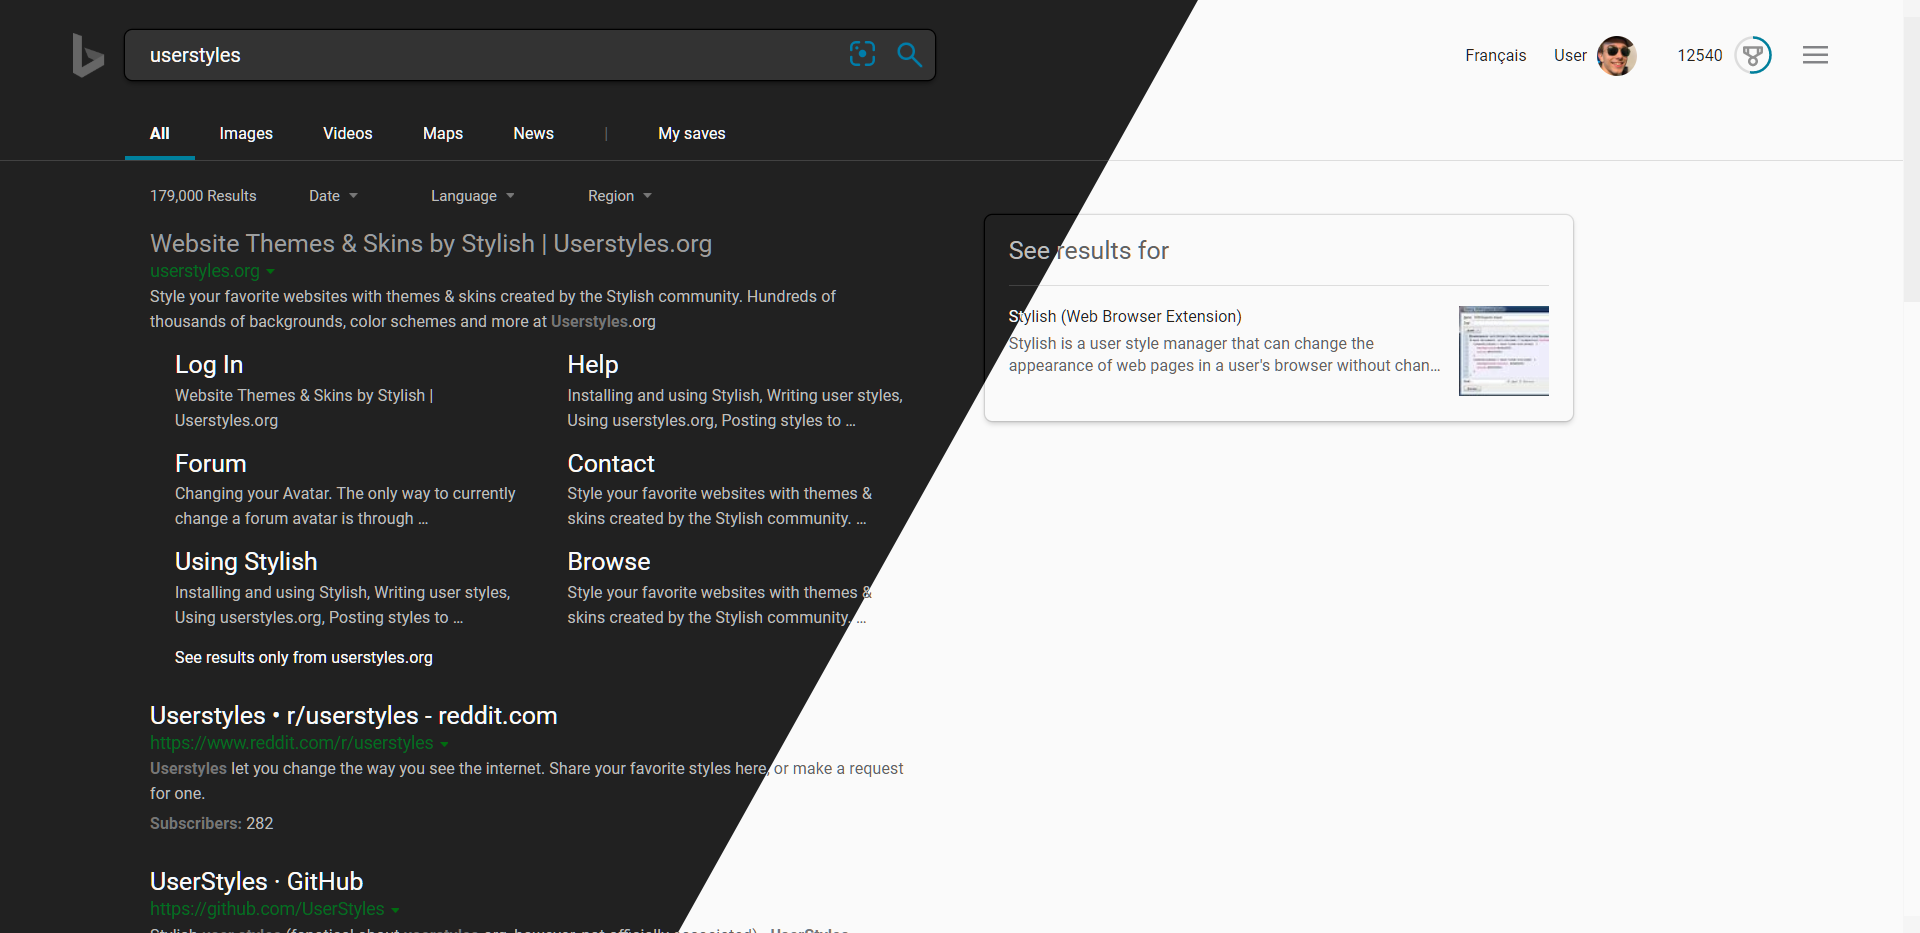 userstyles
Français User 12540
All Images Videos Maps News | My saves
179,000 Results Date Language Region
Website Themes & Skins by Stylish | Userstyles.org
userstyles.org
Style your favorite websites with themes & skins created by the Stylish community. Hundreds of
thousands of backgrounds, color schemes and more at Userstyles.org
Log In
Website Themes & Skins by Stylish |
Userstyles.org
Help
Installing and using Stylish, Writing user styles,
Using userstyles.org, Posting styles to ...
Forum
Changing your Avatar. The only way to currently
change a forum avatar is through ...
Contact
Style your favorite websites with themes &
skins created by the Stylish community. ...
Using Stylish
Installing and using Stylish, Writing user styles,
Using userstyles.org, Posting styles to ...
Browse
Style your favorite websites with themes &
skins created by the Stylish community. ...
See results only from userstyles.org
Userstyles • r/userstyles - reddit.com
https://www.reddit.com/r/userstyles
Userstyles let you change the way you see the internet. Share your favorite styles here, or make a request
for one.
Subscribers: 282
UserStyles · GitHub
https://github.com/UserStyles
See results for
Stylish (Web Browser Extension)
Stylish is a user style manager that can change the
appearance of web pages in a user's browser without chan...